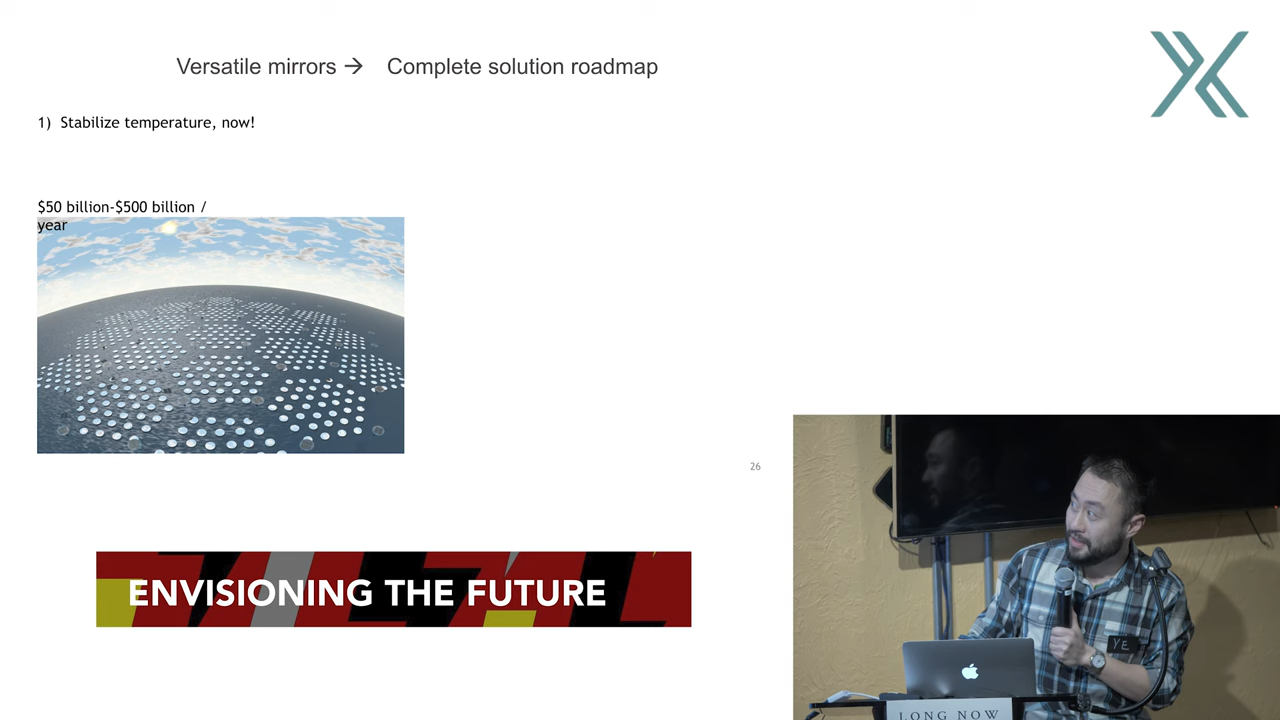 Versatile mirrors → Complete solution roadmap
1) Stabilize temperature, now!
$50 billion-$500 billion /
year
26
ENVISIONING THE FUTURE
YE
LONG NOW